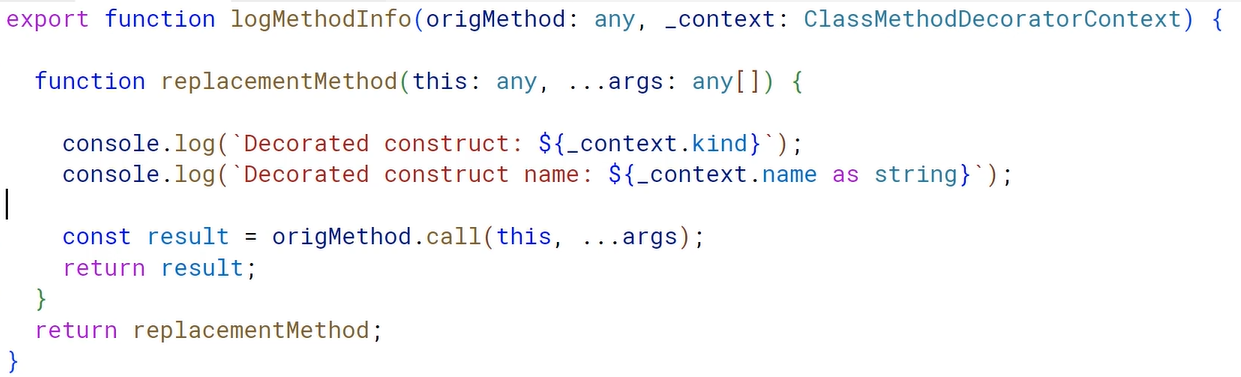 export function logMethodInfo(origMethod: any, _context: ClassMethodDecoratorContext) {
function replacementMethod(this: any, ...args: any[]) {
console.log(`Decorated construct: ${_context.kind}`);
console.log(`Decorated construct name: ${_context.name as string}`);
const result = origMethod.call(this, ...args);
return result;
}
return replacementMethod;
}